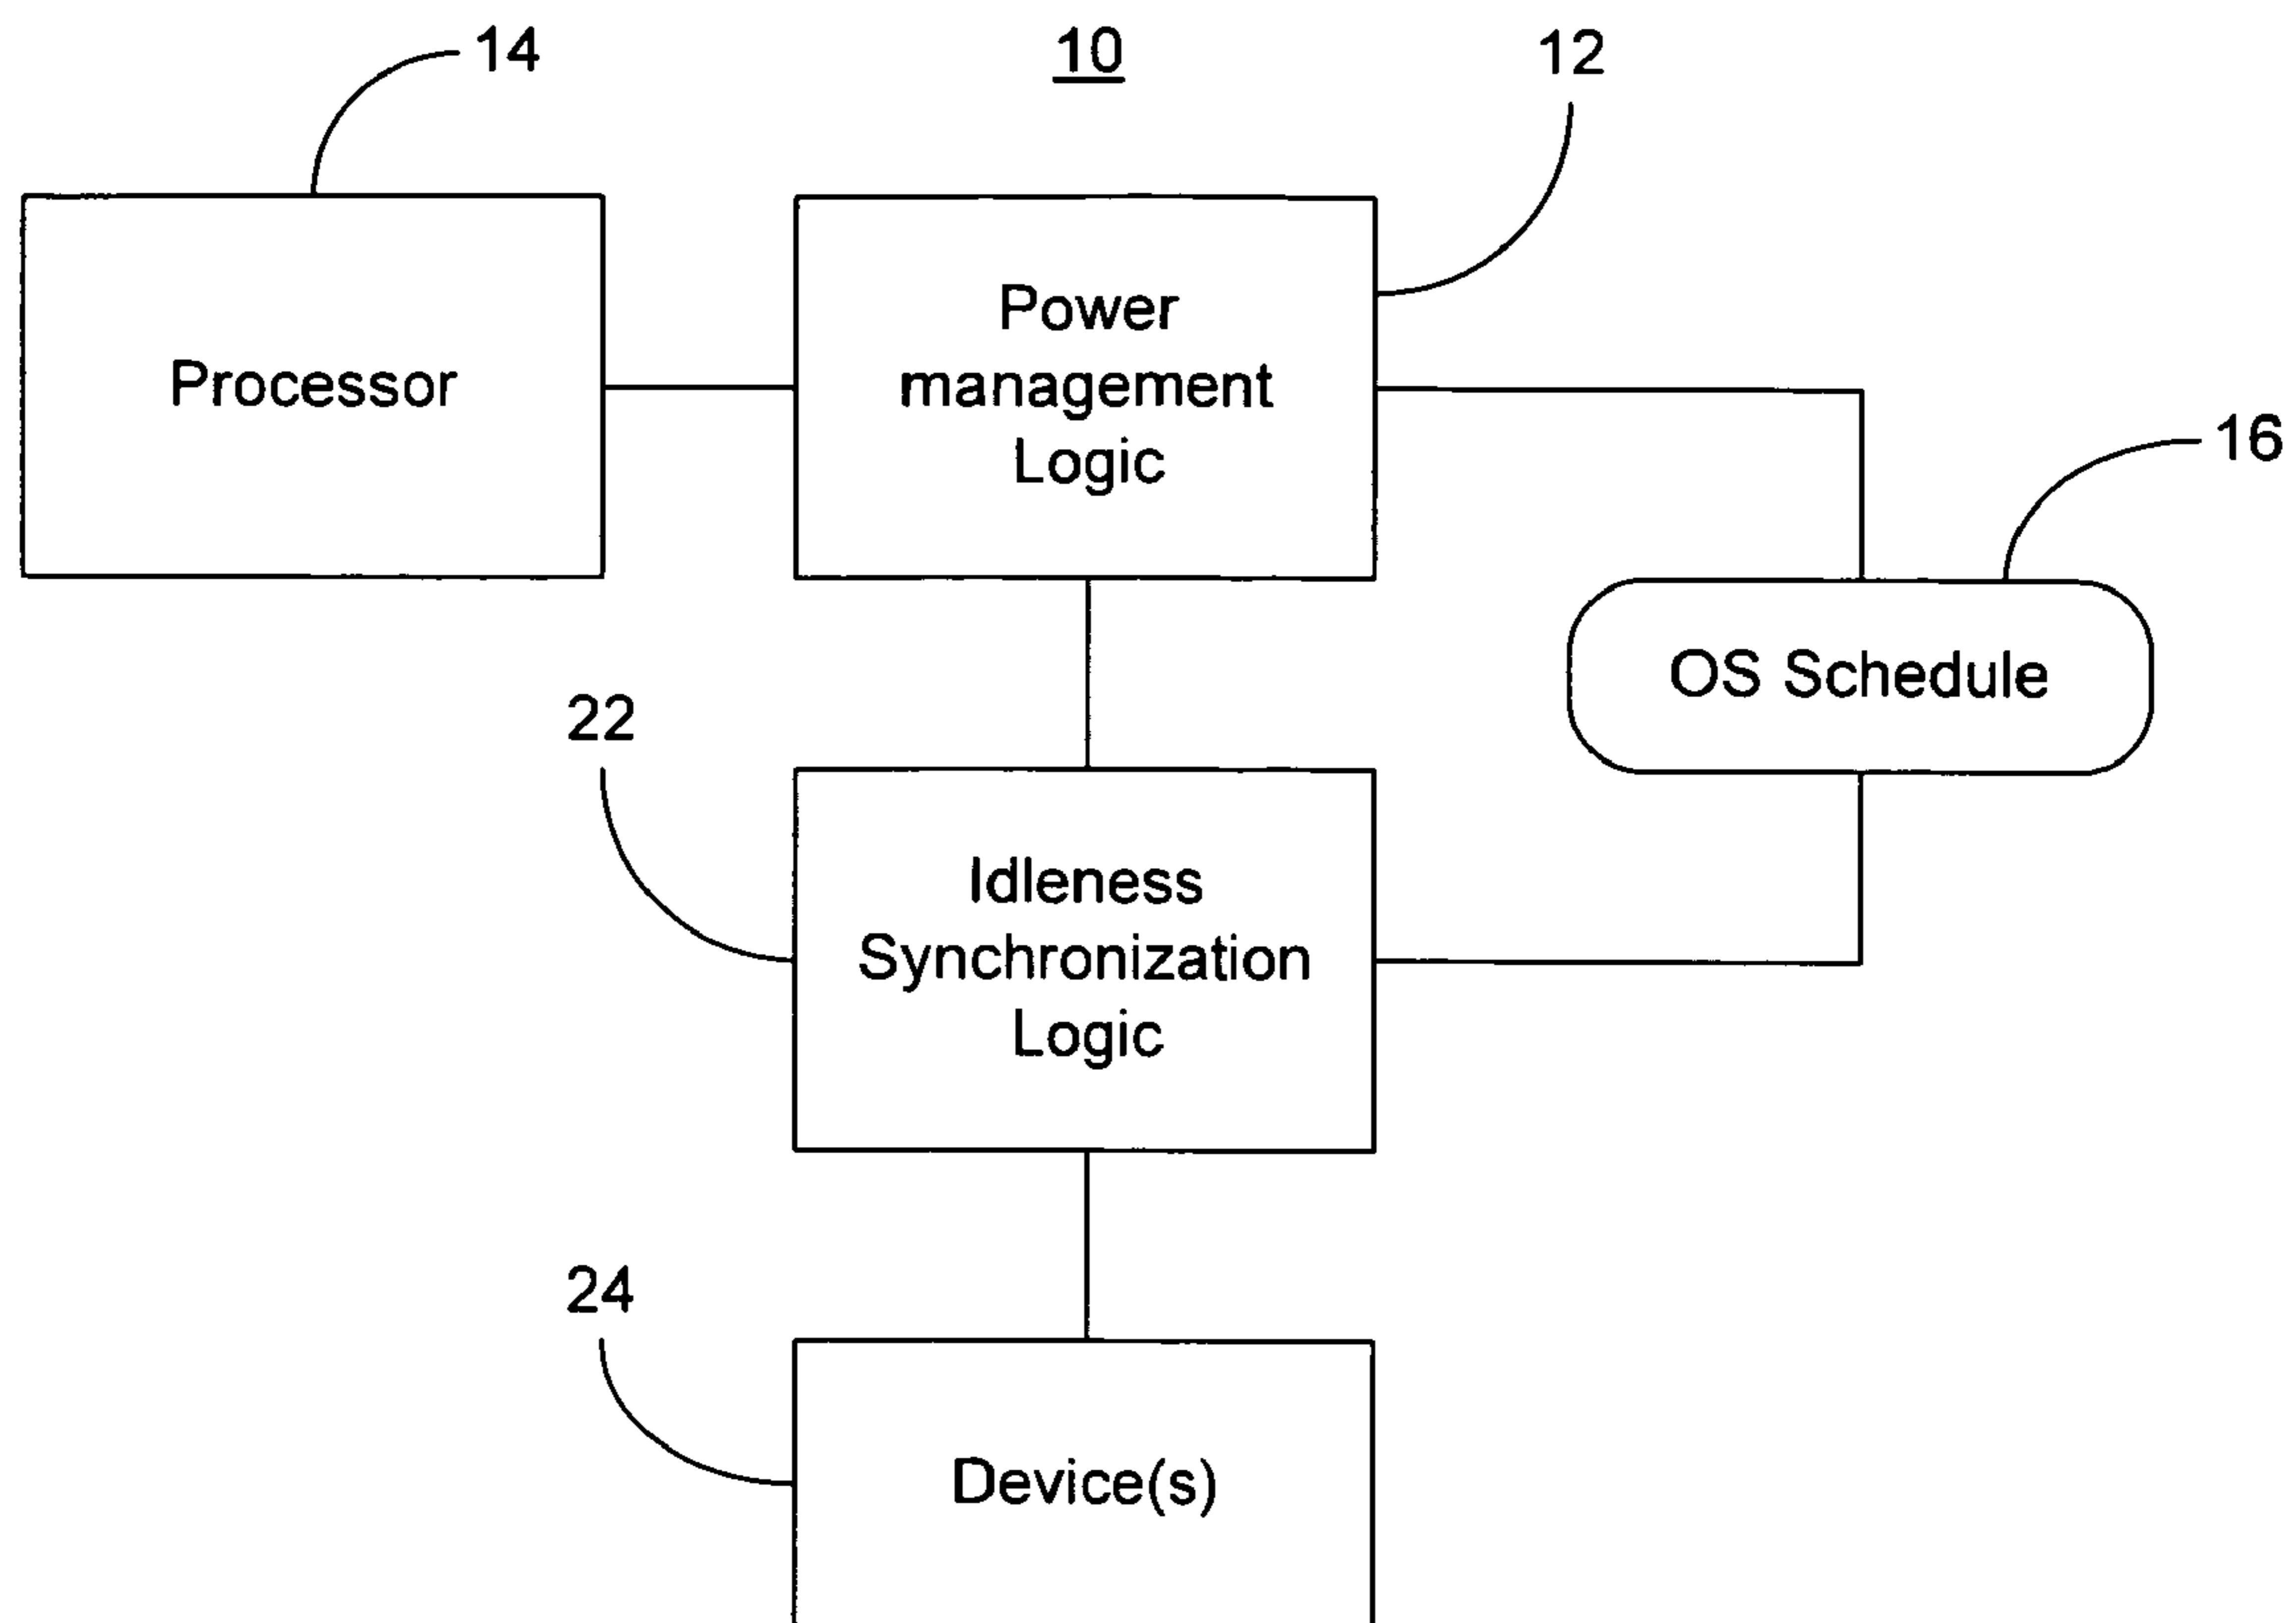 14
10
12
Processor
Power
management
Logic
16
OS Schedule
22
Idleness
Synchronization
Logic
24
Device(s)